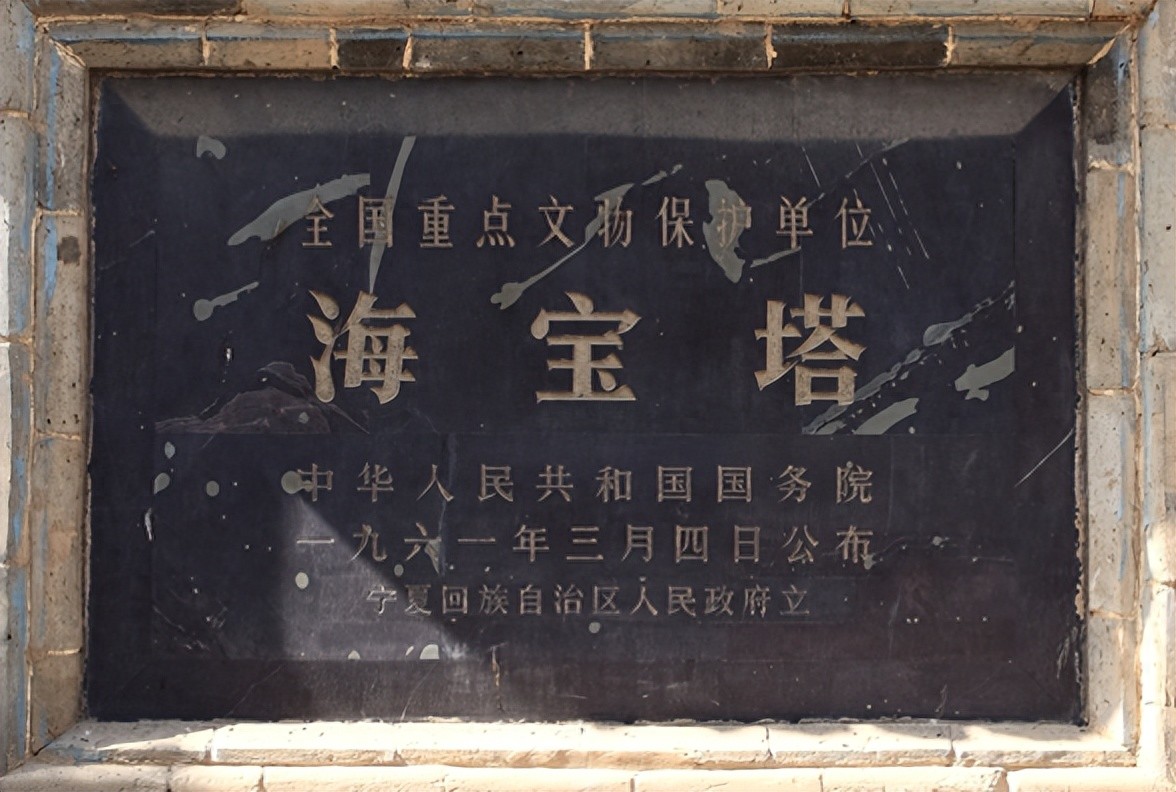 全国重点文物保护单位
海宝塔
中华人民共和国国务院
一九六一年三月四日公布
宁夏回族自治区人民政府立